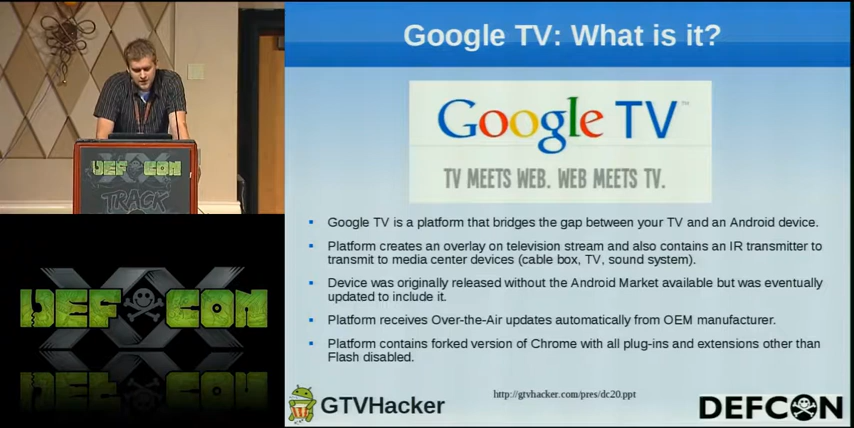 Google TV: What is it?
Google TV™
TV MEETS WEB. WEB MEETS TV.
Google TV is a platform that bridges the gap between your TV and an Android device.
Platform creates an overlay on television stream and also contains an IR transmitter to
transmit to media center devices (cable box, TV, sound system).
Device was originally released without the Android Market available but was eventually
updated to include it.
Platform receives Over-the-Air updates automatically from OEM manufacturer.
Platform contains forked version of Chrome with all plug-ins and extensions other than
Flash disabled.
GTVHacker
http://gtvhacker.com/pres/dc20.ppt
DEFCON
DEF CON
TRACK
XX
DEF CON